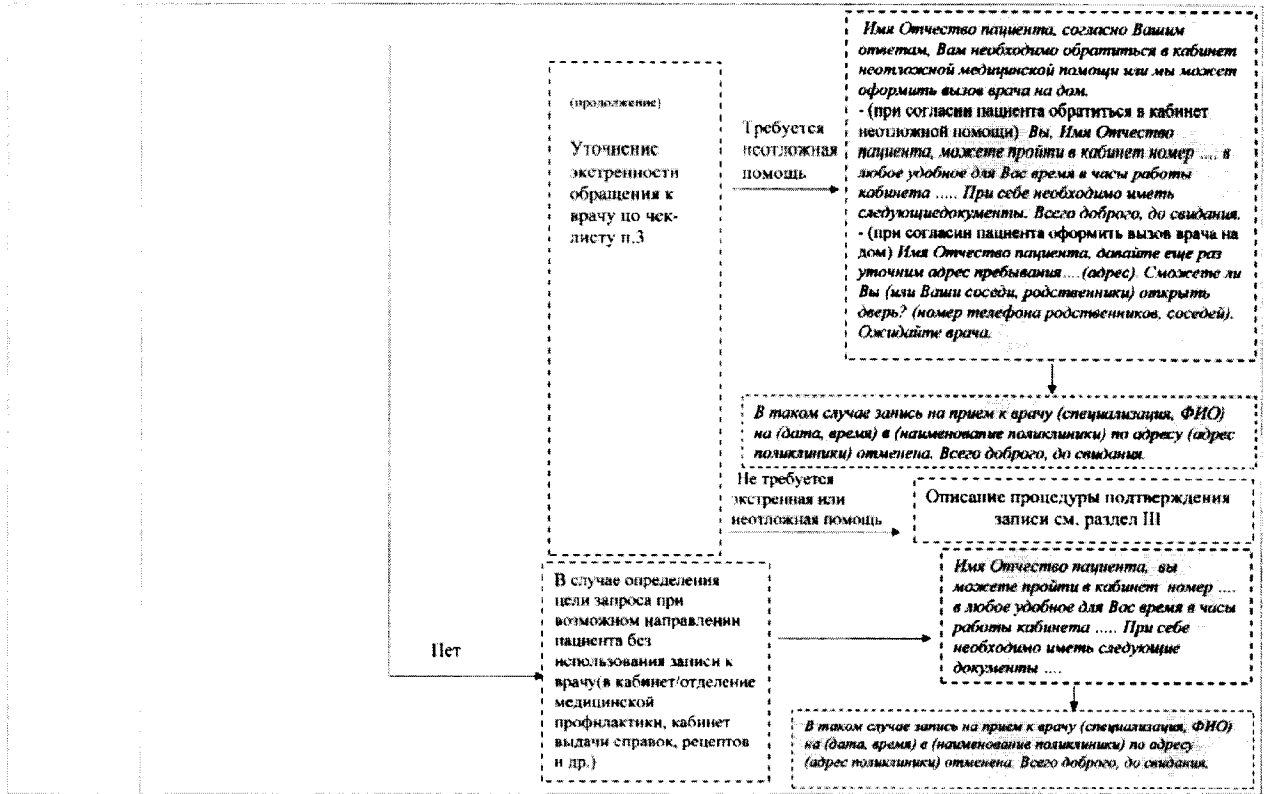 Имя Отчество пациента, согласно Вашим
ответам, Вам необходимо обратиться в кабинет
неотложной медицинской помощи или мы может
оформить вызов врача на дом.
- (при согласии пациента обратиться в кабинет
неотложной помощи) Вы, Имя Отчество
пациента, можете пройти в кабинет номер .... в
любое удобное для Вас время в часы работы
кабинета ..... При себе необходимо иметь
следующиедокументы. Всего доброго, до свидания.
- (при согласии пациента оформить вызов врача на
дом) Имя Отчество пациента, давайте еще раз
уточним адрес пребывания .... (адрес). Сможете ли
Вы (или Ваши соседи, родственники) открыть
дверь? (номер телефона родственников, соседей).
Ожидайте врача.
(продолжение)
Уточнение
экстренности
обращения к
врачу по чек-
листу п.3
Требуется
неотложная
помощь
В таком случае запись на прием к врачу (специализация, ФИО)
на (дата, время) в (наименование поликлиники) по адресу (адрес
поликлиники) отменена. Всего доброго, до свидания.
Не требуется
экстренная или
неотложная помощь
Описание процедуры подтверждения
записи см. раздел III
Нет
В случае определения
цели запроса при
возможном направлении
пациента без
использования записи к
врачу(в кабинет/отделение
медицинской
профилактики, кабинет
выдачи справок, рецептов
и др.)
Имя Отчество пациента, вы
можете пройти в кабинет номер ....
в любое удобное для Вас время в часы
работы кабинета ..... При себе
необходимо иметь следующие
документы ....
В таком случае запись на прием к врачу (специализация, ФИО)
на (дата, время) в (наименование поликлиники) по адресу
(адрес поликлиники) отменена. Всего доброго, до свидания.